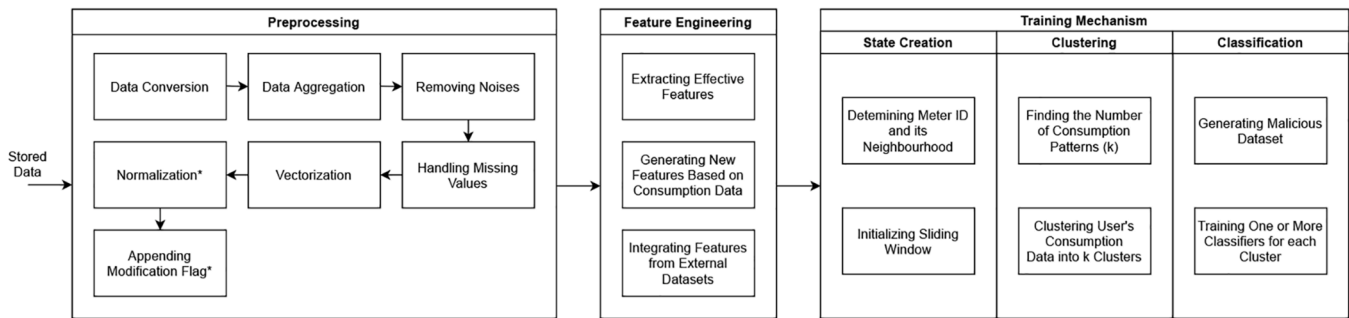 Stored
Data
Preprocessing
Data Conversion
Data Aggregation
Removing Noises
Handling Missing
Values
Vectorization
Normalization*
Appending
Modification Flag*
Feature Engineering
Extracting Effective
Features
Generating New
Features Based on
Consumption Data
Integrating Features
from External
Datasets
Training Mechanism
State Creation
Detemining Meter ID
and its
Neighbourhood
Initializing Sliding
Window
Clustering
Finding the Number
of Consumption
Patterns (k)
Clustering User's
Consumption
Data into k Clusters
Classification
Generating Malicious
Dataset
Training One or More
Classifiers for each
Cluster